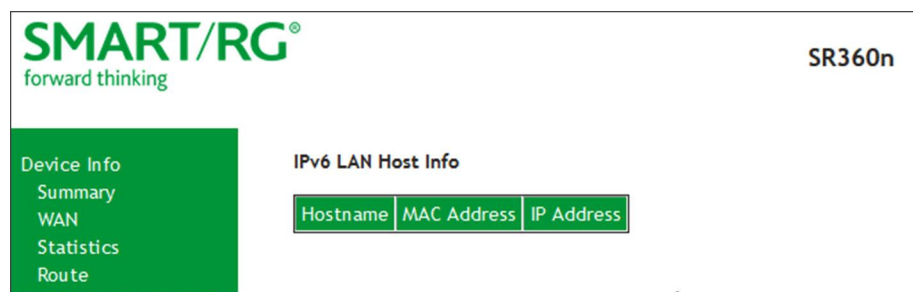 SMART/RG®
forward thinking
SR360n
Device Info
Summary
WAN
Statistics
Route
IPv6 LAN Host Info
Hostname MAC Address IP Address